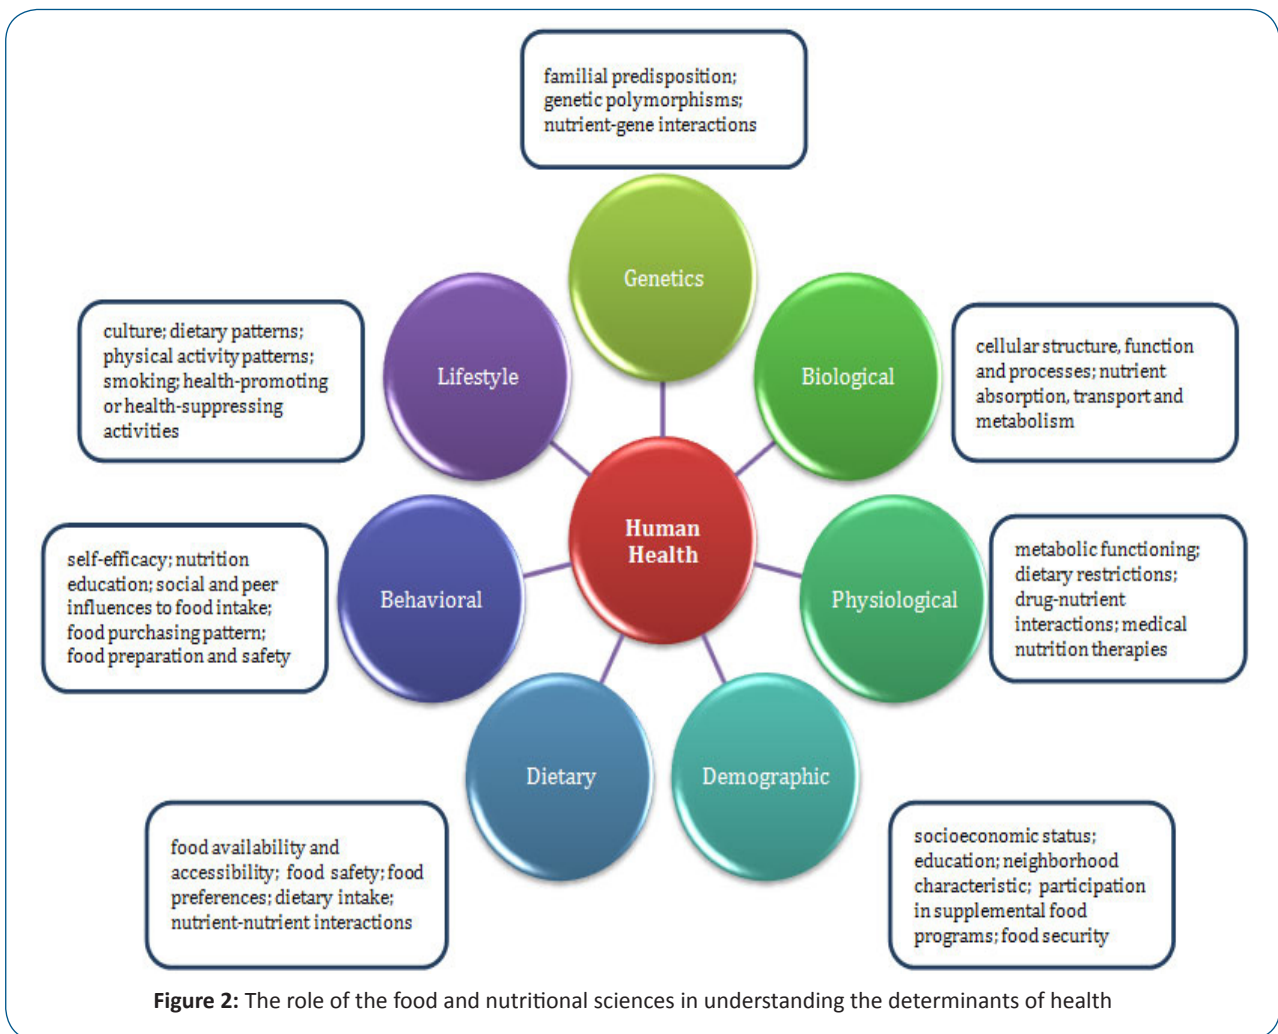 familial predisposition;
genetic polymorphisms;
nutrient-gene interactions
Genetics
culture; dietary patterns;
physical activity patterns;
smoking; health-promoting
or health-suppressing
activities
Lifestyle
Biological
cellular structure, function
and processes; nutrient
absorption, transport and
metabolism
Human
Health
self-efficacy; nutrition
education; social and peer
influences to food intake;
food purchasing pattern;
food preparation and safety
Behavioral
Physiological
metabolic functioning;
dietary restrictions;
drug-nutrient
interactions; medical
nutrition therapies
Dietary
Demographic
food availability and
accessibility; food safety; food
preferences; dietary intake;
nutrient-nutrient interactions
socioeconomic status;
education; neighborhood
characteristic; participation
in supplemental food
programs; food security
Figure 2: The role of the food and nutritional sciences in understanding the determinants of health